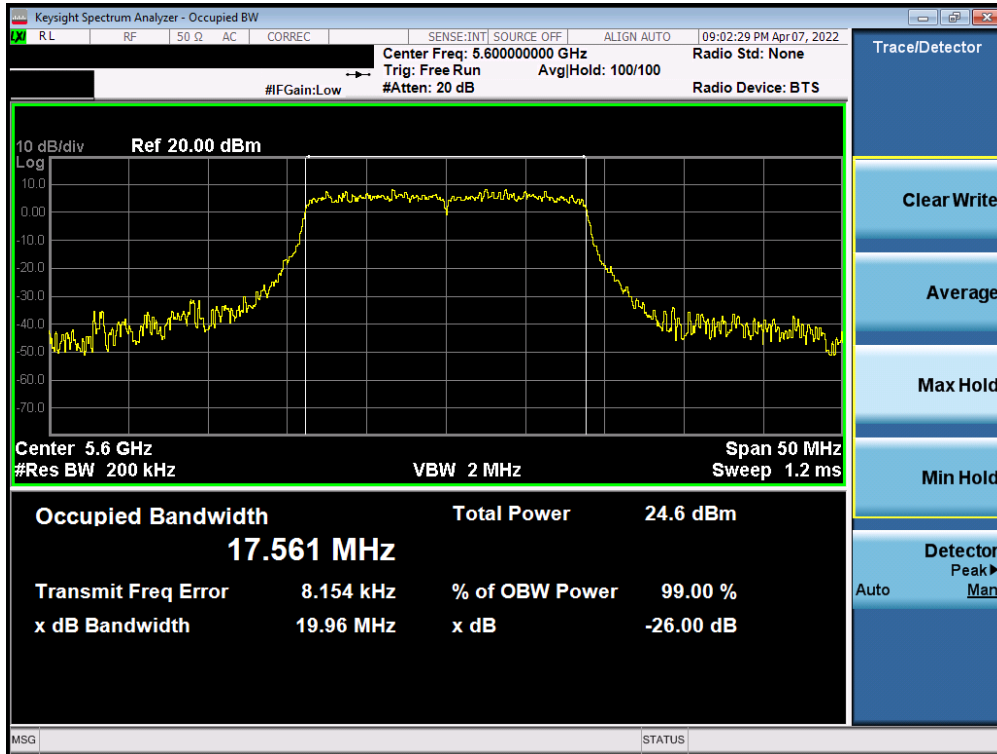 Keysight Spectrum Analyzer - Occupied BW
LXI RL RF 50 Ω AC CORREC SENSE:INT SOURCE OFF ALIGN AUTO 09:02:29 PM Apr 07, 2022
Center Freq: 5.600000000 GHz Radio Std: None
Trig: Free Run Avg|Hold: 100/100
#IFGain:Low #Atten: 20 dB Radio Device: BTS
Trace/Detector
10 dB/div Ref 20.00 dBm
Log
10.0
0.00
-10.0
-20.0
-30.0
-40.0
-50.0
-60.0
-70.0
Center 5.6 GHz Span 50 MHz
#Res BW 200 kHz VBW 2 MHz Sweep 1.2 ms
Occupied Bandwidth Total Power 24.6 dBm
17.561 MHz
Transmit Freq Error 8.154 kHz % of OBW Power 99.00 %
x dB Bandwidth 19.96 MHz x dB -26.00 dB
Clear Write
Average
Max Hold
Min Hold
Detector
Peak▶
Auto Man
MSG STATUS